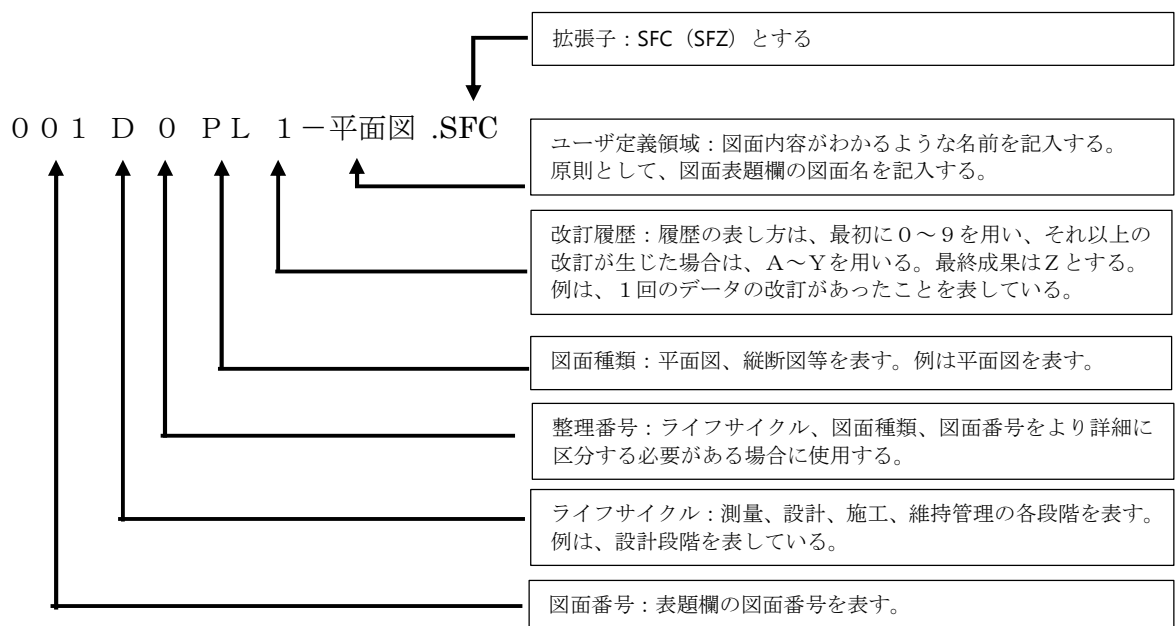 拡張子：SFC（SFZ）とする
００１ Ｄ ０ ＰＬ １－平面図 .SFC
ユーザ定義領域：図面内容がわかるような名前を記入する。
原則として、図面表題欄の図面名を記入する。
改訂履歴：履歴の表し方は、最初に０～９を用い、それ以上の
改訂が生じた場合は、Ａ～Ｙを用いる。最終成果はＺとする。
例は、１回のデータの改訂があったことを表している。
図面種類：平面図、縦断図等を表す。例は平面図を表す。
整理番号：ライフサイクル、図面種類、図面番号をより詳細に
区分する必要がある場合に使用する。
ライフサイクル：測量、設計、施工、維持管理の各段階を表す。
例は、設計段階を表している。
図面番号：表題欄の図面番号を表す。